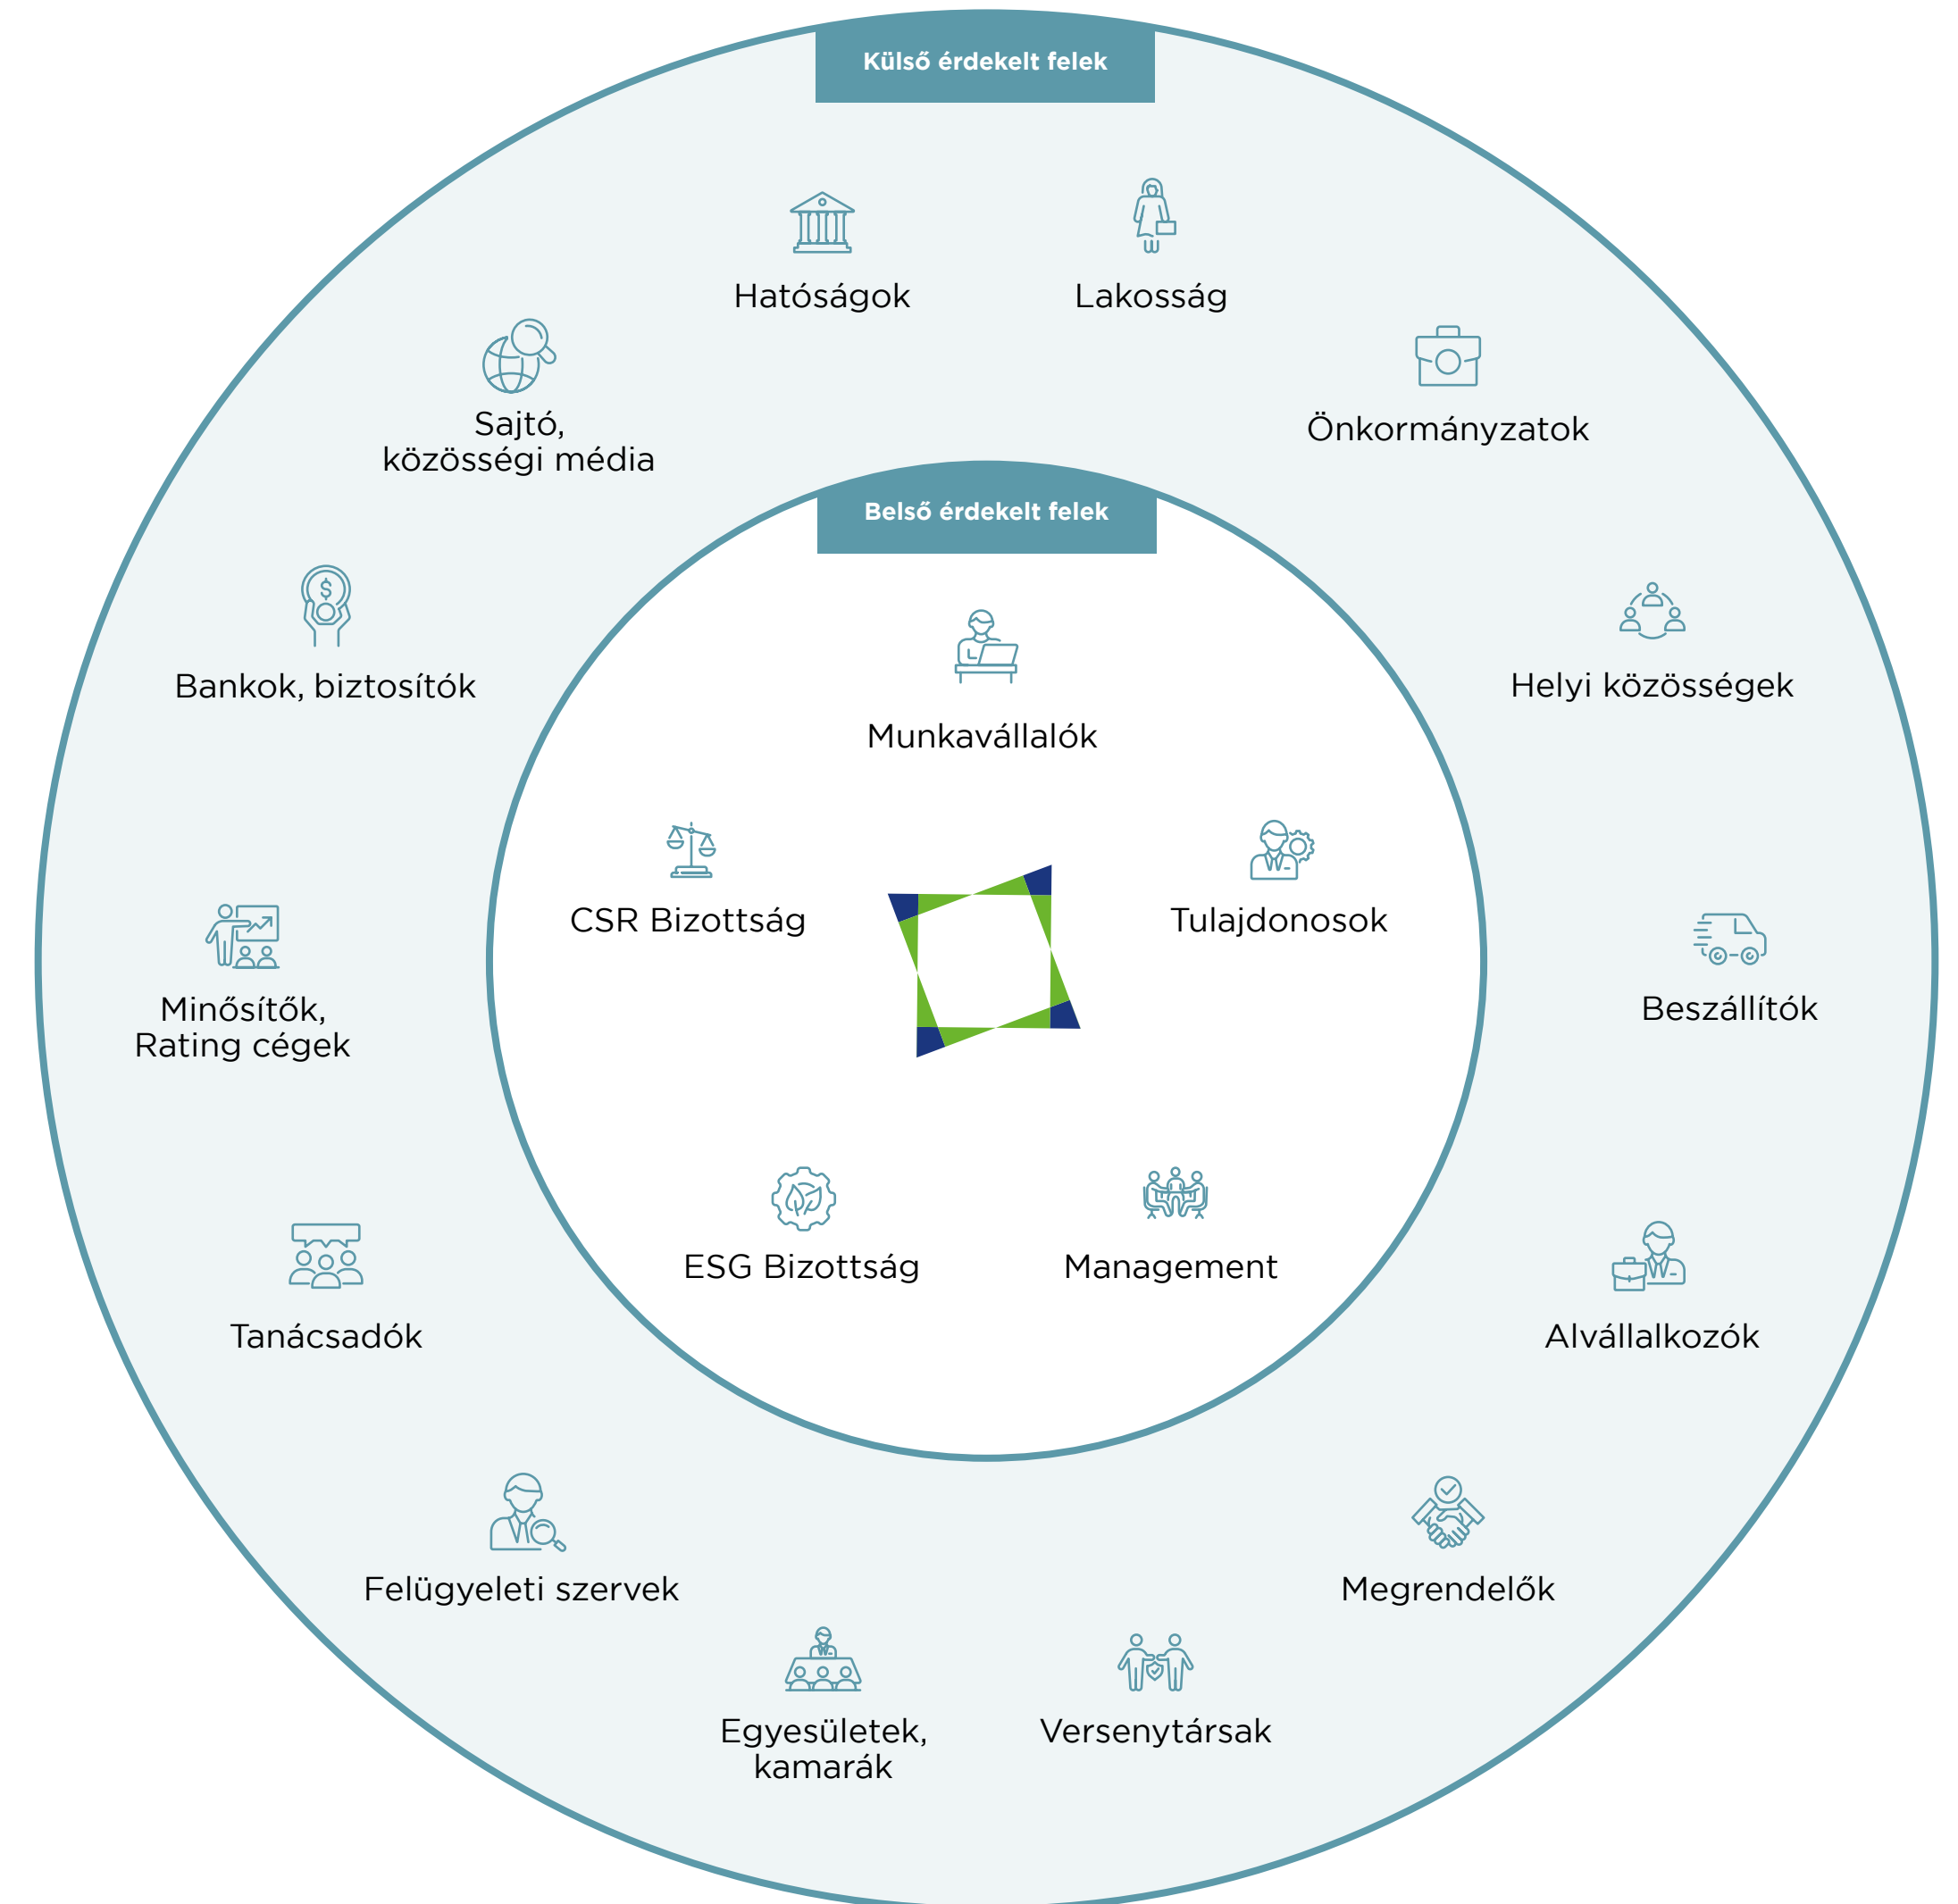 Külső érdekelt felek
Hatóságok
Lakosság
Sajtó,
közösségi média
Önkormányzatok
Belső érdekelt felek
Bankok, biztosítók
Helyi közösségek
Munkavállalók
CSR Bizottság
Tulajdonosok
Minősítők,
Rating cégek
Beszállítók
ESG Bizottság
Management
Tanácsadók
Alvállalkozók
Felügyeleti szervek
Megrendelők
Egyesületek,
kamarák
Versenytársak